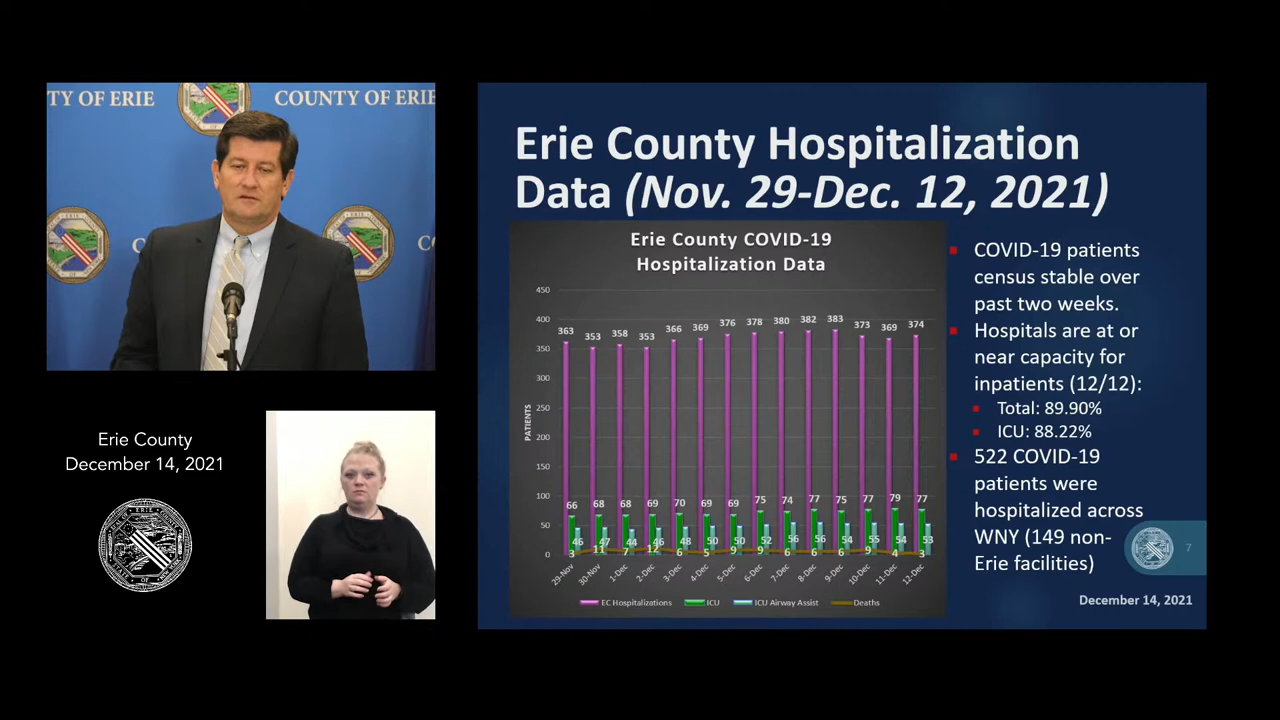 TY OF ERIE
COUNTY OF ERIE
Erie County
December 14, 2021
ERIE
Erie County Hospitalization
Data (Nov. 29-Dec. 12, 2021)
Erie County COVID-19
Hospitalization Data
450
400
350
300
250
200
150
100
50
0
PATIENTS
363 353 358 353 366 369 376 378 380 382 383 373 369 374
66 68 68 69 70 69 69 75 74 77 75 77 79 77
46 47 44 46 48 50 50 52 56 56 54 55 54 53
3 11 7 12 6 5 9 9 6 6 6 9 4 3
29-Nov 30-Nov 1-Dec 2-Dec 3-Dec 4-Dec 5-Dec 6-Dec 7-Dec 8-Dec 9-Dec 10-Dec 11-Dec 12-Dec
EC Hospitalizations ICU ICU Airway Assist Deaths
COVID-19 patients
census stable over
past two weeks.
Hospitals are at or
near capacity for
inpatients (12/12):
Total: 89.90%
ICU: 88.22%
522 COVID-19
patients were
hospitalized across
WNY (149 non-
Erie facilities)
7
December 14, 2021